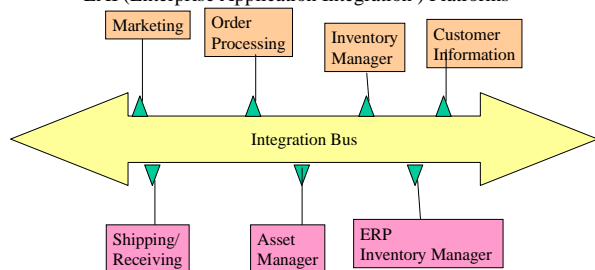 EAI (Enterprise Application Integration ) Platforms
Marketing
Order
Processing
Inventory
Manager
Customer
Information
Integration Bus
Shipping/
Receiving
Asset
Manager
ERP
Inventory Manager